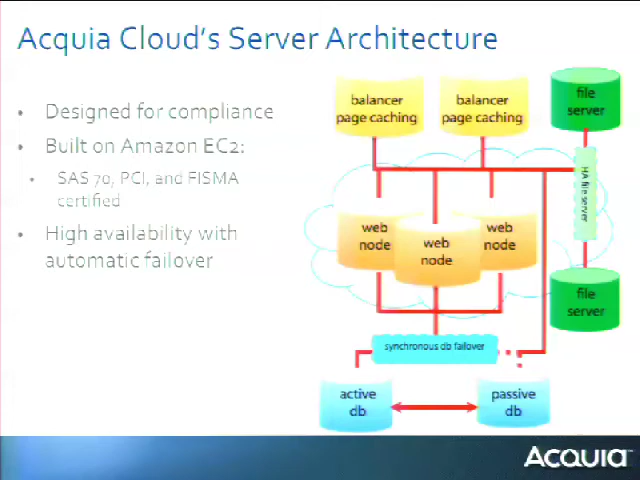 Acquia Cloud's Server Architecture
• Designed for compliance
• Built on Amazon EC2:
• SAS 70, PCI, and FISMA
certified
• High availability with
automatic failover
balancer
page caching
balancer
page caching
file
server
HA file server
web
node
web
node
web
node
file
server
synchronous db failover
active
db
passive
db
ACQUIA